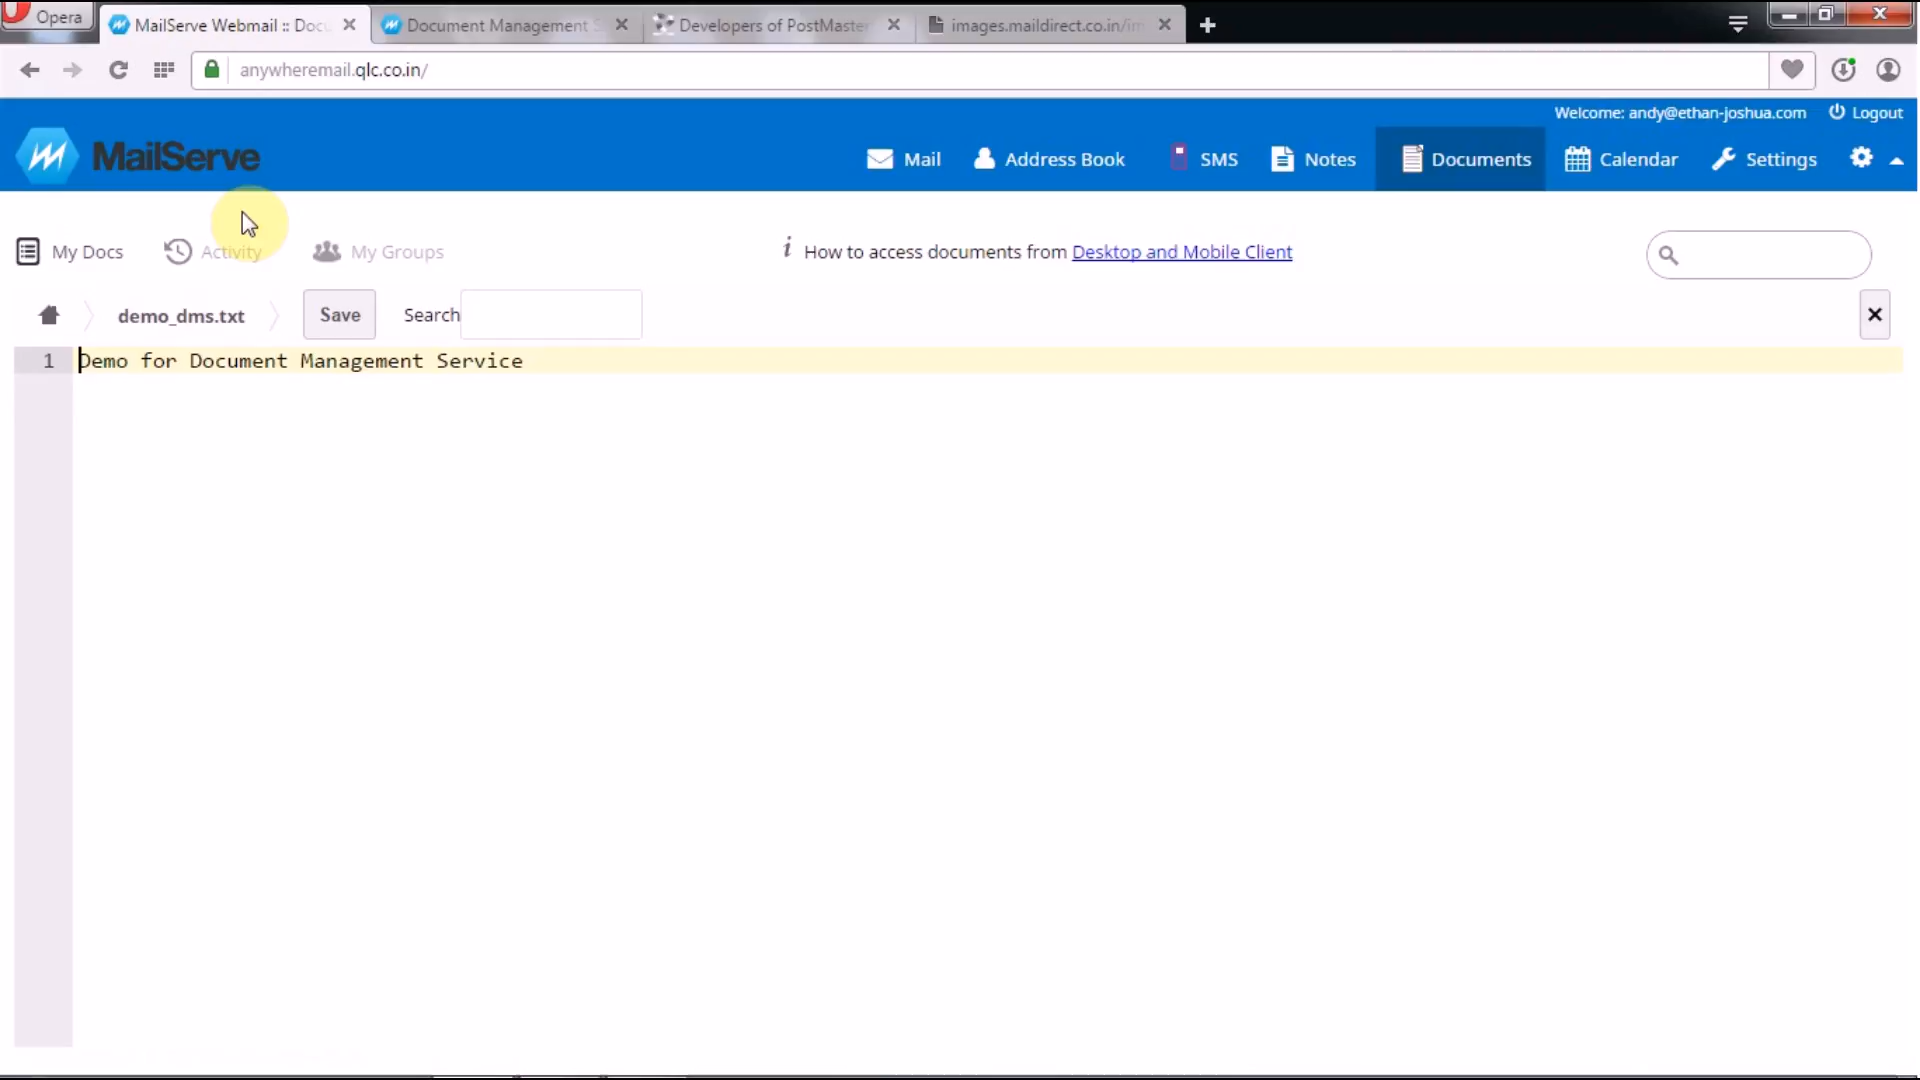 Opera
MailServe Webmail :: Docu
Document Management S
Developers of PostMaster
images.maildirect.co.in/im
anywheremail.qlc.co.in/
Welcome: andy@ethan-joshua.com
Logout
MailServe
Mail
Address Book
SMS
Notes
Documents
Calendar
Settings
My Docs
Activity
My Groups
i How to access documents from Desktop and Mobile Client
demo_dms.txt
Save
Search
1 Demo for Document Management Service